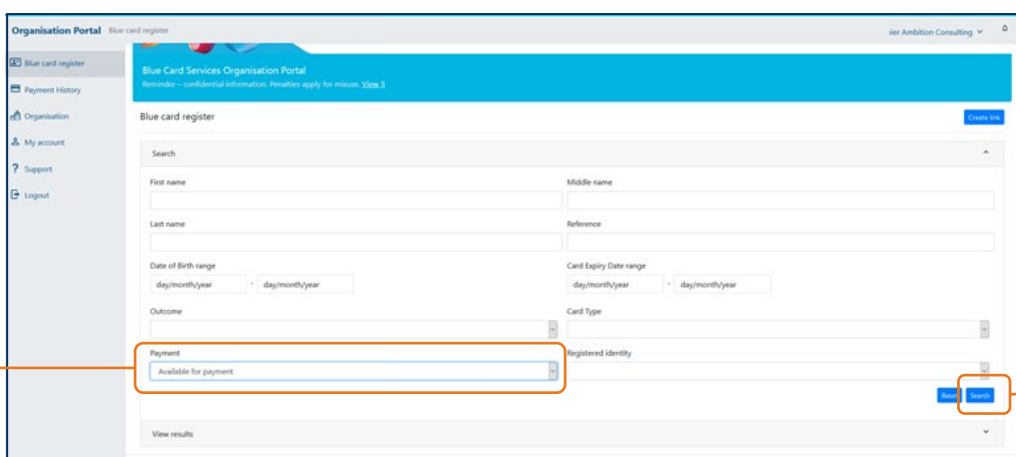 Organisation Portal Blue card register
ier Ambition Consulting
Blue card register
Blue Card Services Organisation Portal
Reminder – confidential information. Penalties apply for misuse. View
Payment History
Organisation
Blue card register
Create link
My account
Search
? Support
First name
Middle name
Logout
Last name
Reference
Date of Birth range
Card Expiry Date range
day/month/year - day/month/year
day/month/year - day/month/year
Outcome
Card Type
Payment
Registered identity
Available for payment
Reset
Search
View results